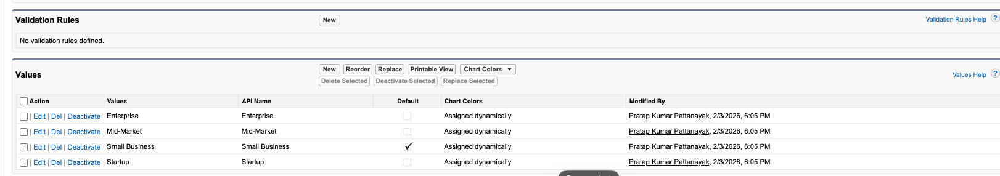 Validation Rules New Validation Rules Help ?
No validation rules defined.
Values New Reorder Replace Printable View Chart Colors ▼ Values Help ?
Delete Selected Deactivate Selected Replace Selected
Action Values API Name Default Chart Colors Modified By
| Edit | Del | Deactivate Enterprise Enterprise Assigned dynamically Pratap Kumar Pattanayak, 2/3/2026, 6:05 PM
| Edit | Del | Deactivate Mid-Market Mid-Market Assigned dynamically Pratap Kumar Pattanayak, 2/3/2026, 6:05 PM
| Edit | Del | Deactivate Small Business Small Business ✓ Assigned dynamically Pratap Kumar Pattanayak, 2/3/2026, 6:05 PM
| Edit | Del | Deactivate Startup Startup Assigned dynamically Pratap Kumar Pattanayak, 2/3/2026, 6:05 PM